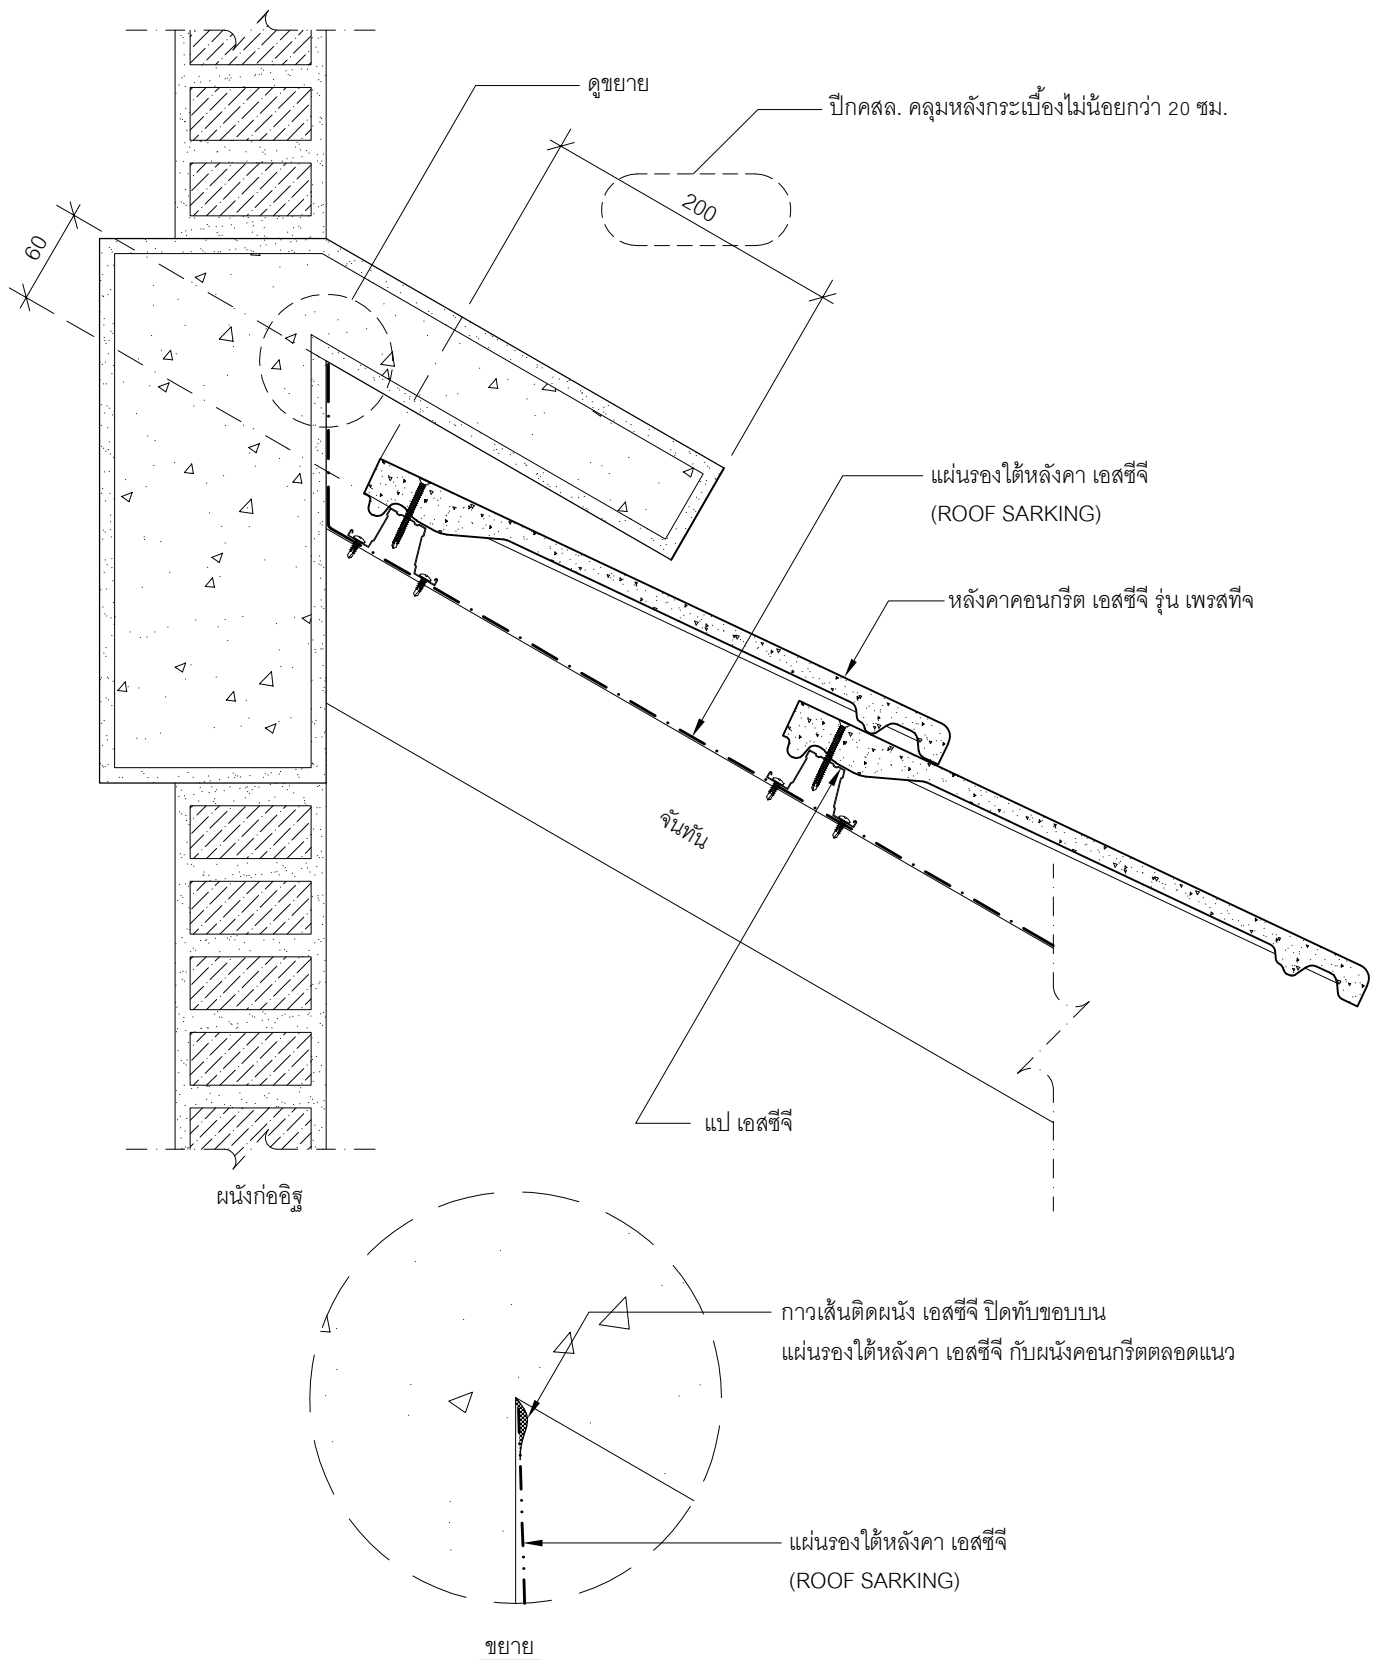 ดูขยาย
ปีกคสล. คลุมหลังกระเบื้องไม่น้อยกว่า 20 ซม.
200
60
แผ่นรองใต้หลังคา เอสซีจี
(ROOF SARKING)
หลังคาคอนกรีต เอสซีจี รุ่น เพรสทีจ
จันทัน
แป เอสซีจี
ผนังก่ออิฐ
กาวเส้นติดผนัง เอสซีจี ปิดทับขอบบน
แผ่นรองใต้หลังคา เอสซีจี กับผนังคอนกรีตตลอดแนว
แผ่นรองใต้หลังคา เอสซีจี
(ROOF SARKING)
ขยาย